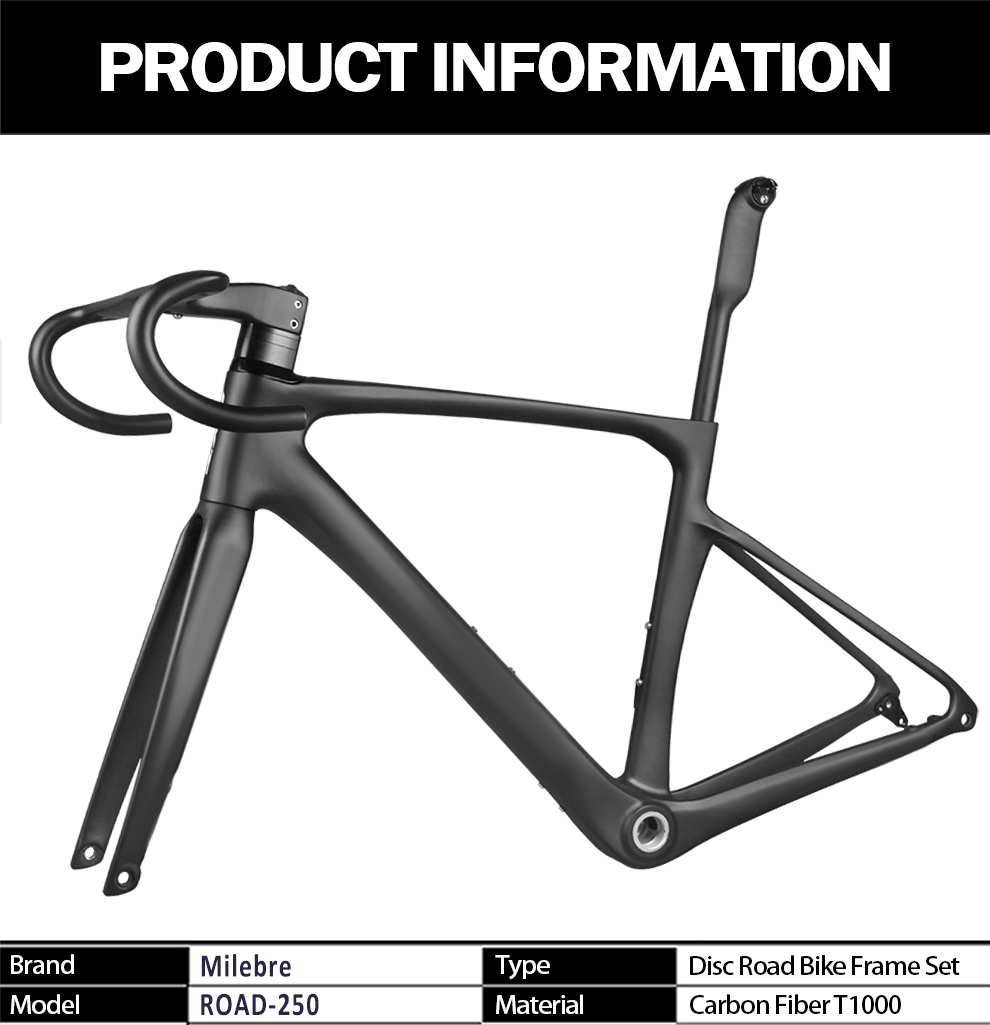 PRODUCT INFORMATION
Brand Milebre Type Disc Road Bike Frame Set
Model ROAD-250 Material Carbon Fiber T1000